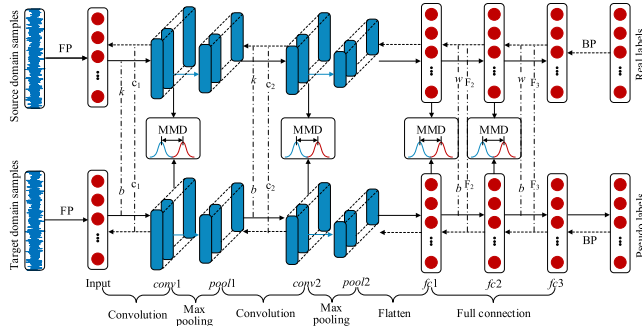 Source domain samples
FP
k
c1
k
c2
w
F2
w
F3
BP
Real labels
MMD
MMD
MMD
MMD
Target domain samples
FP
b
c1
b
c2
b
F2
b
F3
BP
Pseudo labels
Input
conv1
pool1
conv2
pool2
fc1
fc2
fc3
Convolution
Max
pooling
Convolution
Max
pooling
Flatten
Full connection